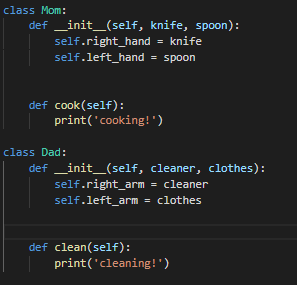 class Mom:
    def __init__(self, knife, spoon):
        self.right_hand = knife
        self.left_hand = spoon
    def cook(self):
        print('cooking!')
class Dad:
    def __init__(self, cleaner, clothes):
        self.right_arm = cleaner
        self.left_arm = clothes
    def clean(self):
        print('cleaning!')